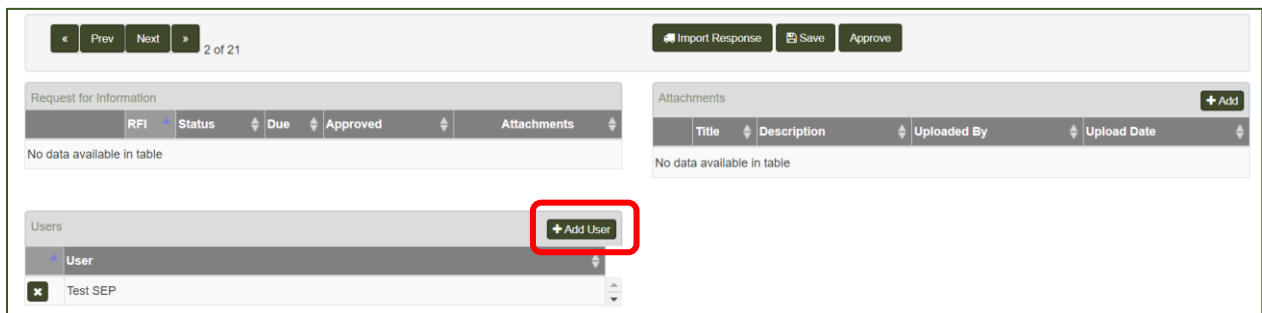 « Prev Next » 2 of 21
Import Response Save Approve
Request for Information
RFI Status Due Approved Attachments
No data available in table
Attachments + Add
Title Description Uploaded By Upload Date
No data available in table
Users + Add User
User
Test SEP